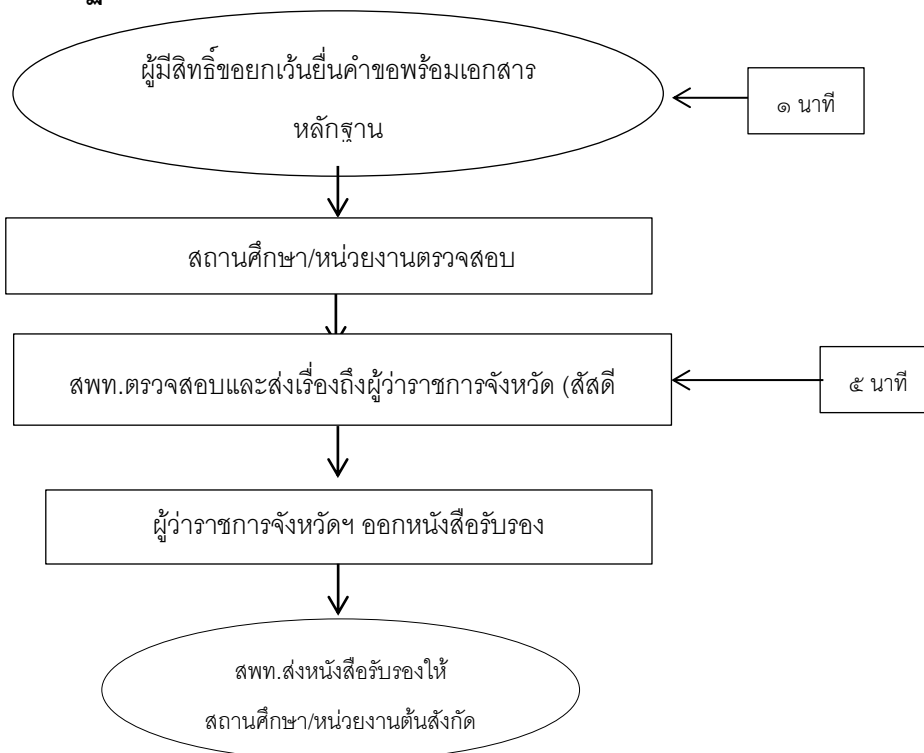 ผู้มีสิทธิ์ขอยกเว้นยื่นคำขอพร้อมเอกสาร
หลักฐาน
๑ นาที
สถานศึกษา/หน่วยงานตรวจสอบ
สพท.ตรวจสอบและส่งเรื่องถึงผู้ว่าราชการจังหวัด (สัสดี
๕ นาที
ผู้ว่าราชการจังหวัดฯ ออกหนังสือรับรอง
สพท.ส่งหนังสือรับรองให้
สถานศึกษา/หน่วยงานต้นสังกัด